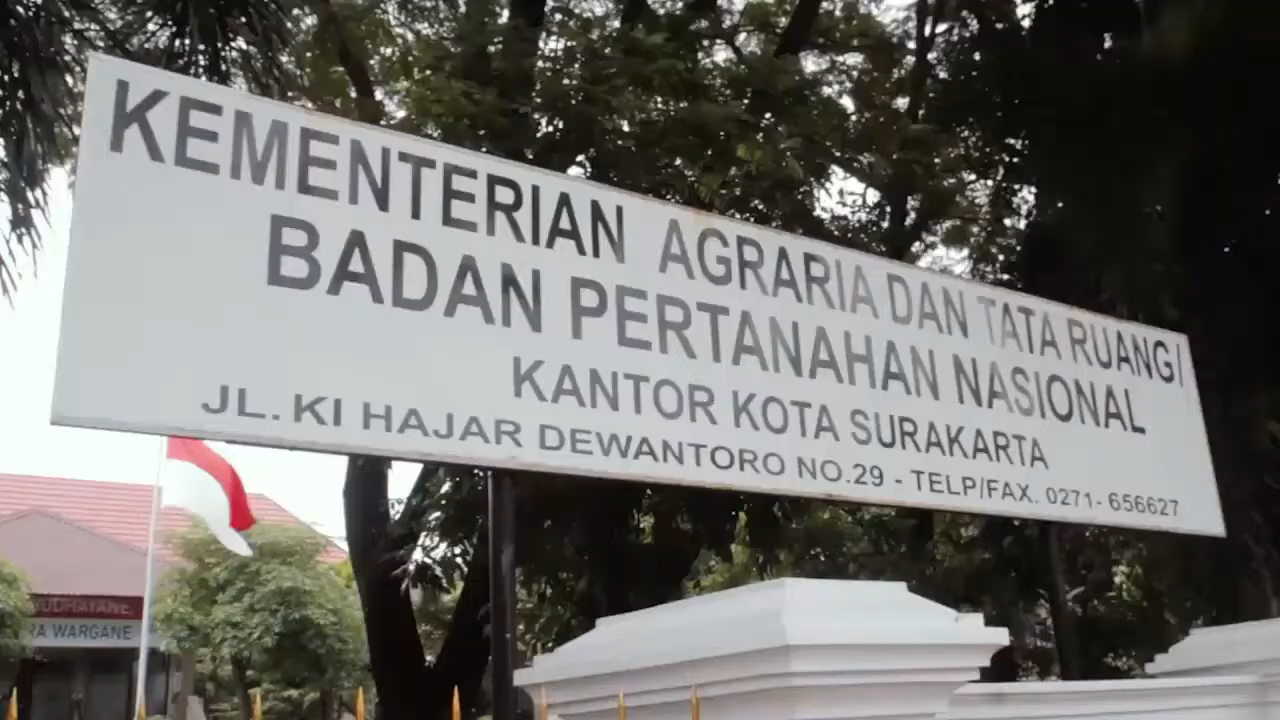 KEMENTERIAN AGRARIA DAN TATA RUANG/
BADAN PERTANAHAN NASIONAL
KANTOR KOTA SURAKARTA
JL. KI HAJAR DEWANTORO NO.29 - TELP/FAX. 0271-656627
WARGANE